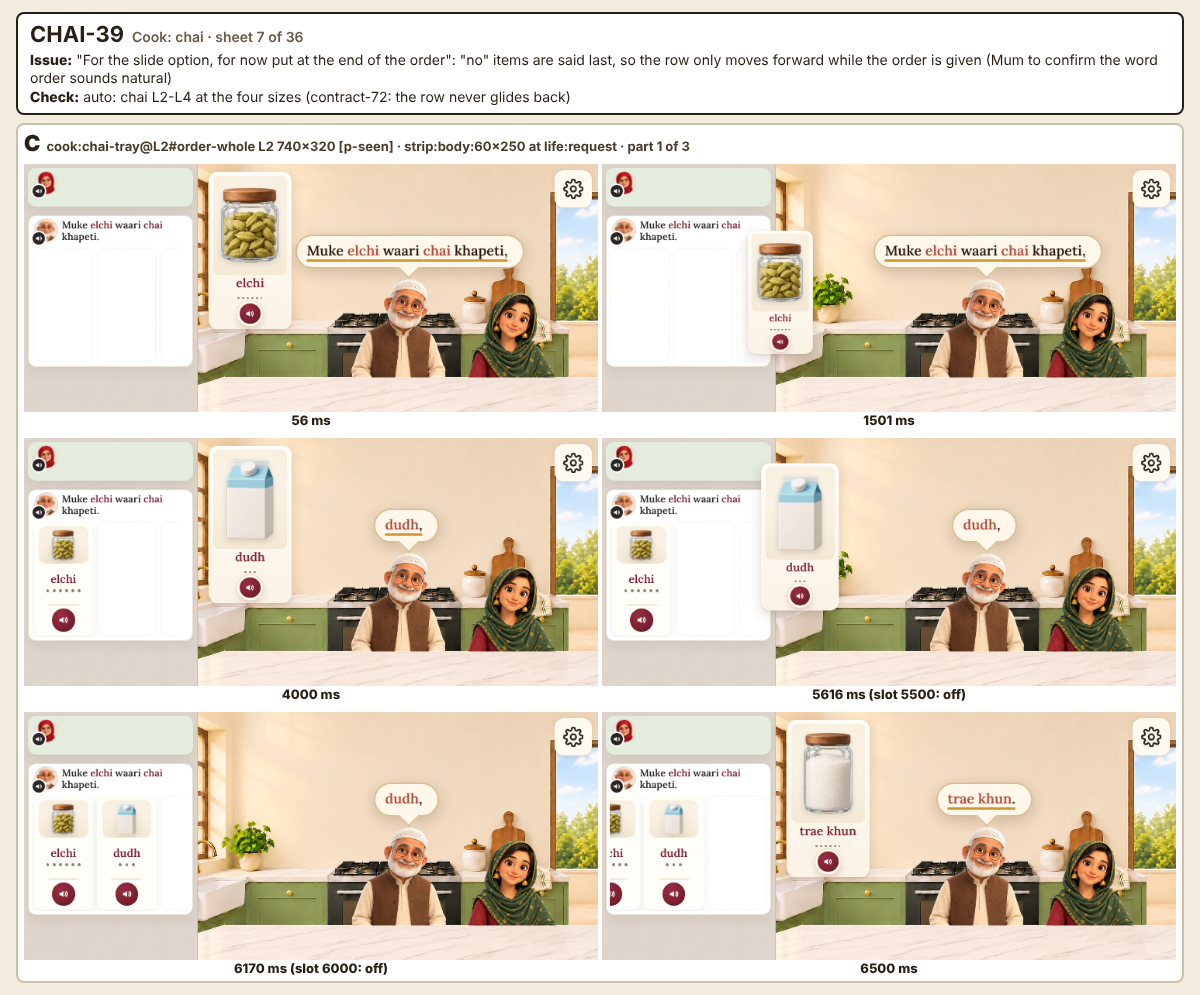 CHAI-39 Cook: chai · sheet 7 of 36
Issue: "For the slide option, for now put at the end of the order": "no" items are said last, so the row only moves forward while the order is given (Mum to confirm the word
order sounds natural)
Check: auto: chai L2-L4 at the four sizes (contract-72: the row never glides back)
C cook:chai-tray@L2#order-whole L2 740×320 [p-seen] · strip:body:60×250 at life:request · part 1 of 3
Muke elchi waari chai
khapeti.
elchi
Muke elchi waari chai khapeti,
56 ms
Muke elchi waari chai
khapeti.
elchi
Muke elchi waari chai khapeti,
1501 ms
Muke elchi waari chai
khapeti.
elchi
dudh
dudh,
4000 ms
Muke elchi waari chai
khapeti.
elchi
dudh
dudh,
5616 ms (slot 5500: off)
Muke elchi waari chai
khapeti.
elchi
dudh
dudh,
6170 ms (slot 6000: off)
Muke elchi waari chai
khapeti.
chi
dudh
trae khun
trae khun.
6500 ms